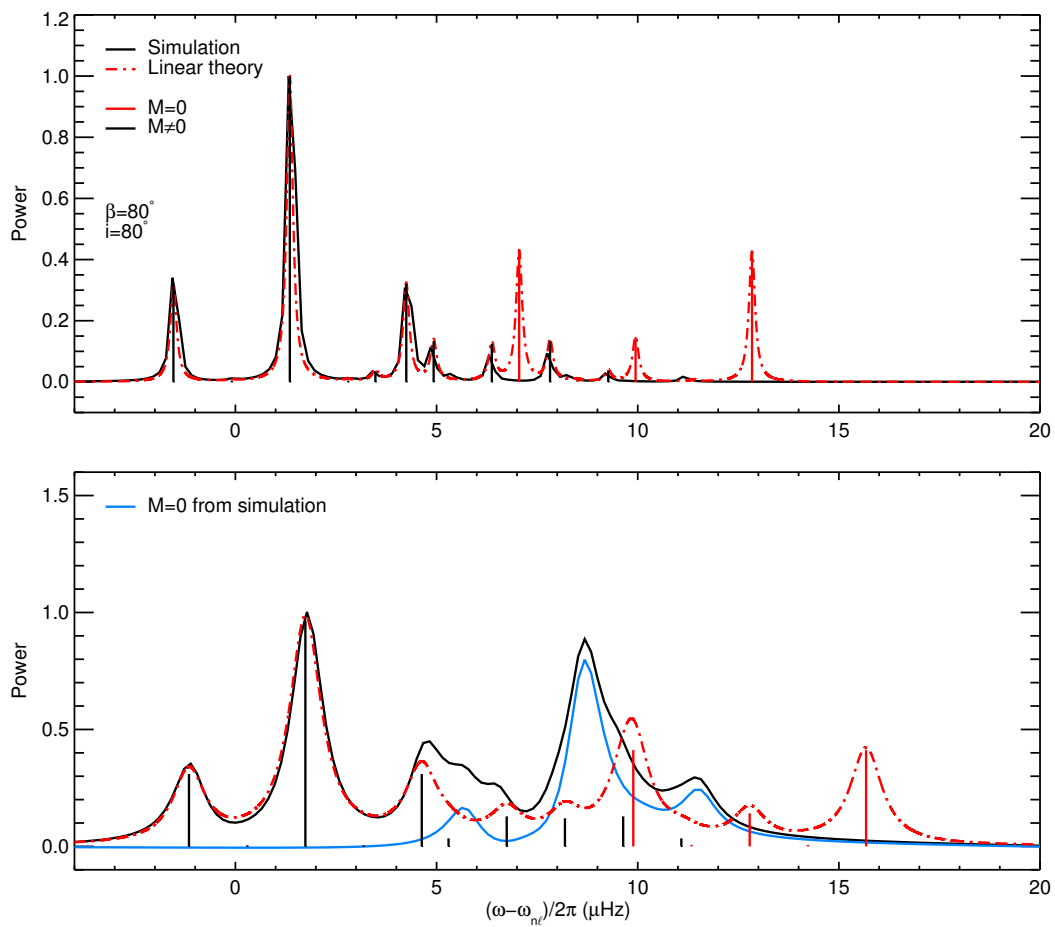 1.2
1.0
0.8
0.6
0.4
0.2
0.0
Power
Simulation
Linear theory
M=0
M≠0
β=80°
i=80°
0 5 10 15 20
1.5
1.0
0.5
0.0
Power
M=0 from simulation
0 5 10 15 20
(ω−ω_{nℓ})/2π (μHz)